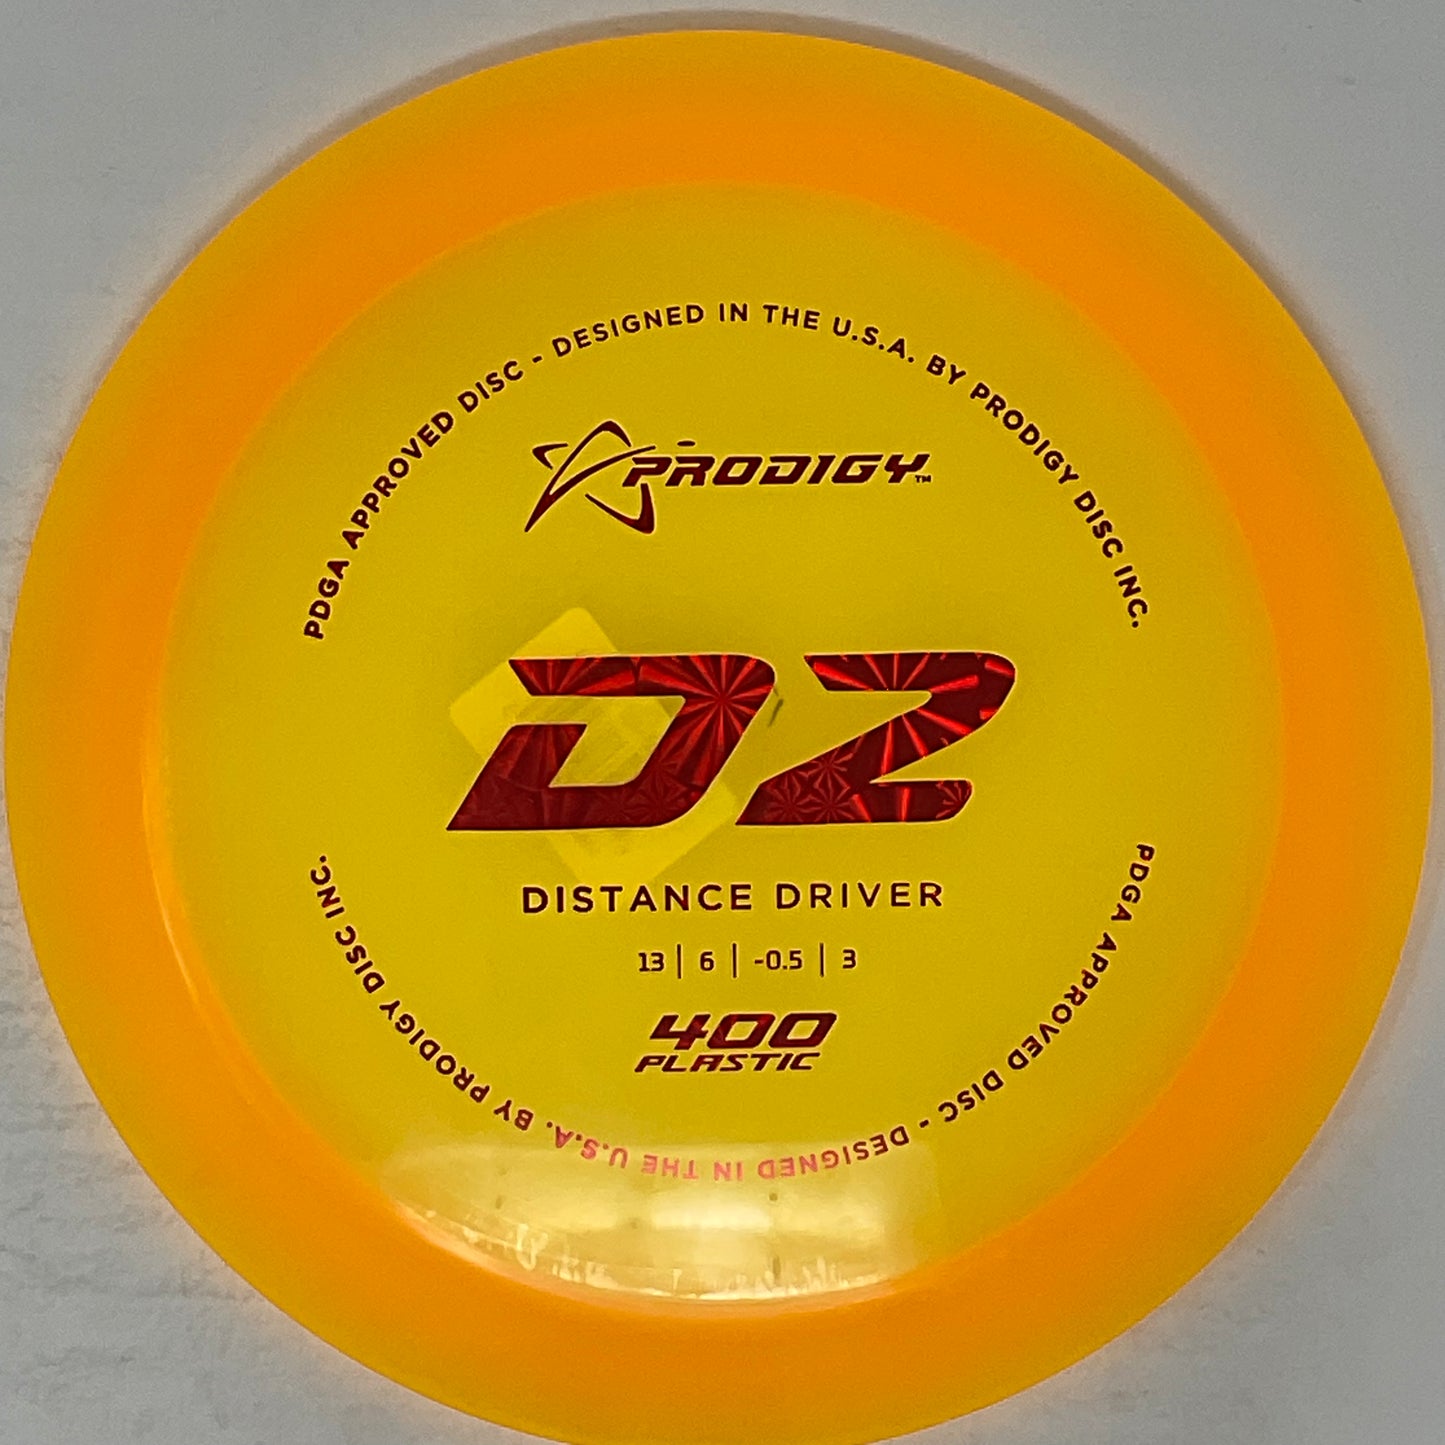 PDGA APPROVED DISC - DESIGNED IN THE U.S.A. BY PRODIGY DISC INC.
PRODIGY™
D2
DISTANCE DRIVER
13 | 6 | -0.5 | 3
400
PLASTIC
PDGA APPROVED DISC - DESIGNED IN THE U.S.A. BY PRODIGY DISC INC.